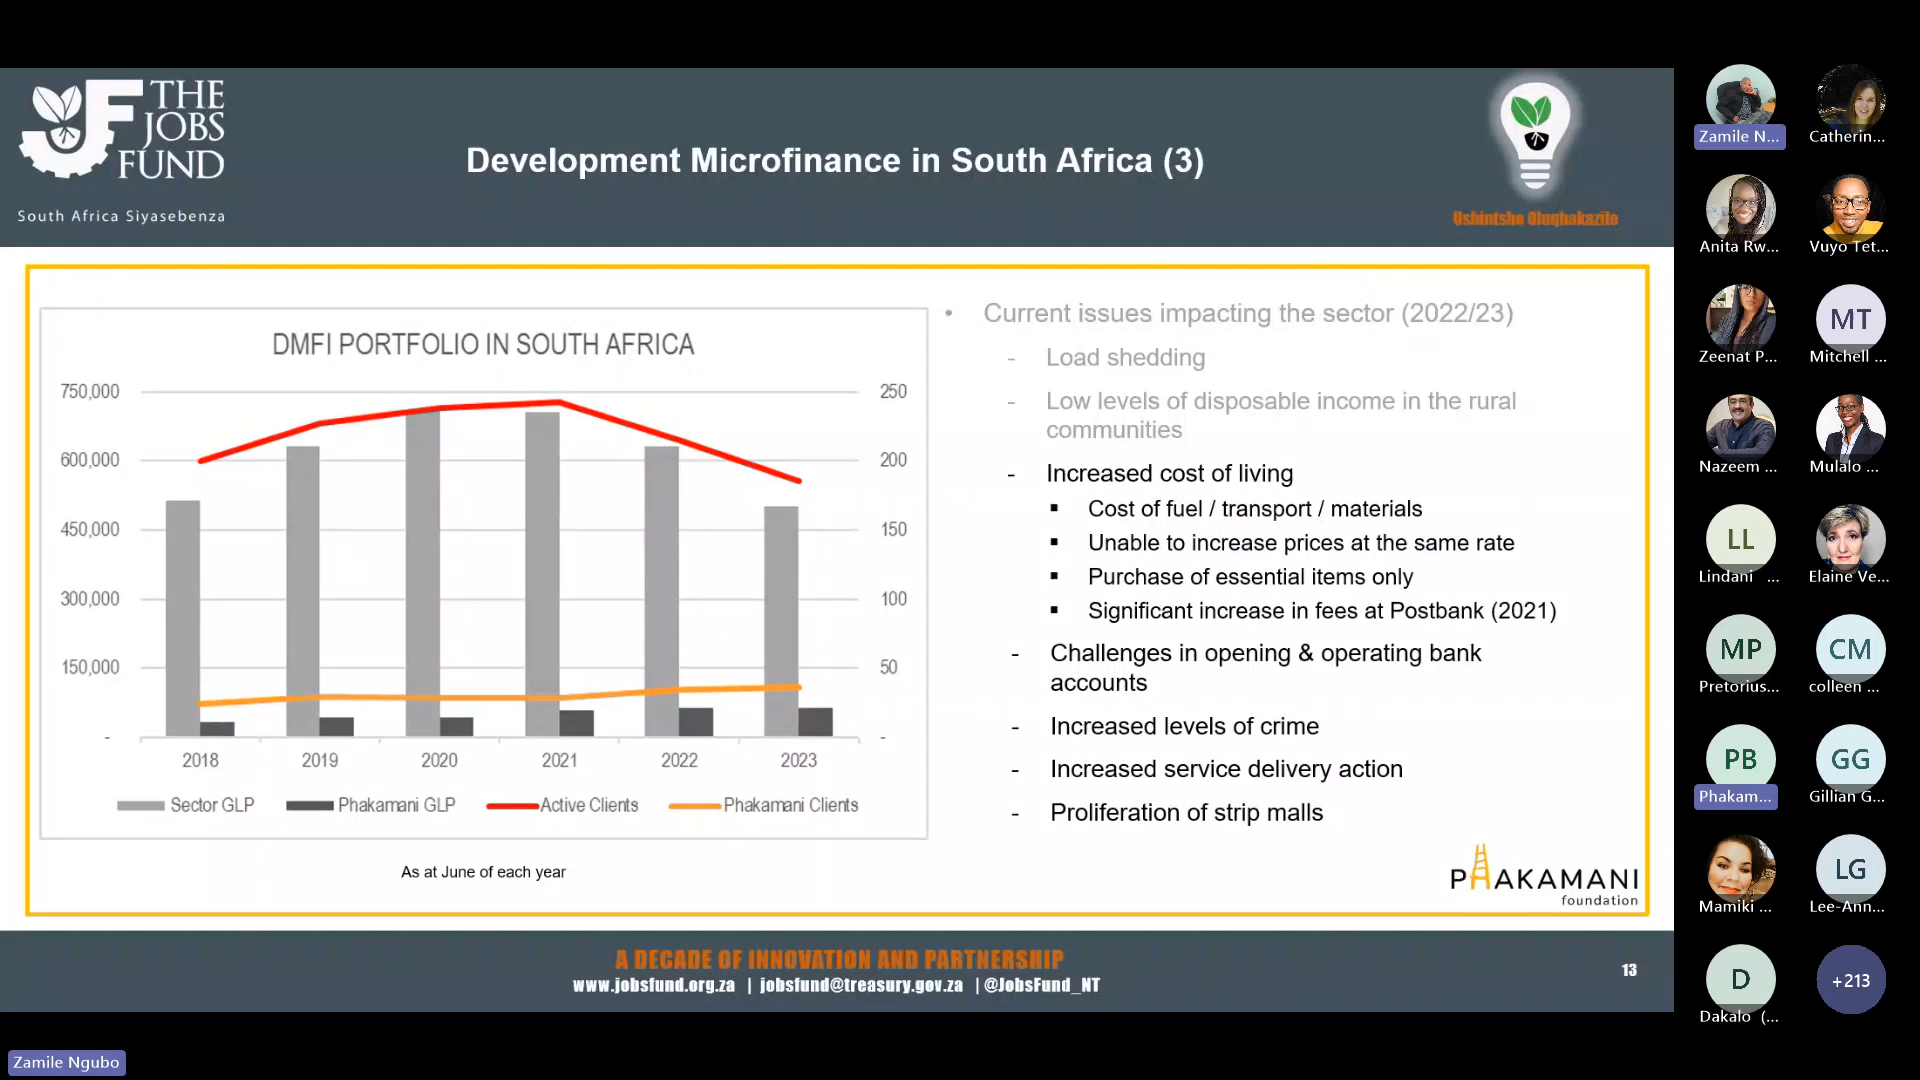 THE
JOBS
FUND
South Africa Siyasebenza
Development Microfinance in South Africa (3)
Ushintsho Oluqhakazile
DMFI PORTFOLIO IN SOUTH AFRICA
750,000
600,000
450,000
300,000
150,000
-
250
200
150
100
50
-
2018 2019 2020 2021 2022 2023
Sector GLP Phakamani GLP Active Clients Phakamani Clients
As at June of each year
• Current issues impacting the sector (2022/23)
- Load shedding
- Low levels of disposable income in the rural
communities
- Increased cost of living
▪ Cost of fuel / transport / materials
▪ Unable to increase prices at the same rate
▪ Purchase of essential items only
▪ Significant increase in fees at Postbank (2021)
- Challenges in opening & operating bank
accounts
- Increased levels of crime
- Increased service delivery action
- Proliferation of strip malls
PHAKAMANI
foundation
A DECADE OF INNOVATION AND PARTNERSHIP
www.jobsfund.org.za | jobsfund@treasury.gov.za | @JobsFund_NT
13
Zamile N... Catherin...
Anita Rw... Vuyo Tet...
MT
Zeenat P... Mitchell ...
Nazeem ... Mulalo ...
LL
Lindani ... Elaine Ve...
MP CM
Pretorius... colleen ...
PB GG
Phakam... Gillian G...
LG
Mamiki ... Lee-Ann...
D +213
Dakalo (...
Zamile Ngubo